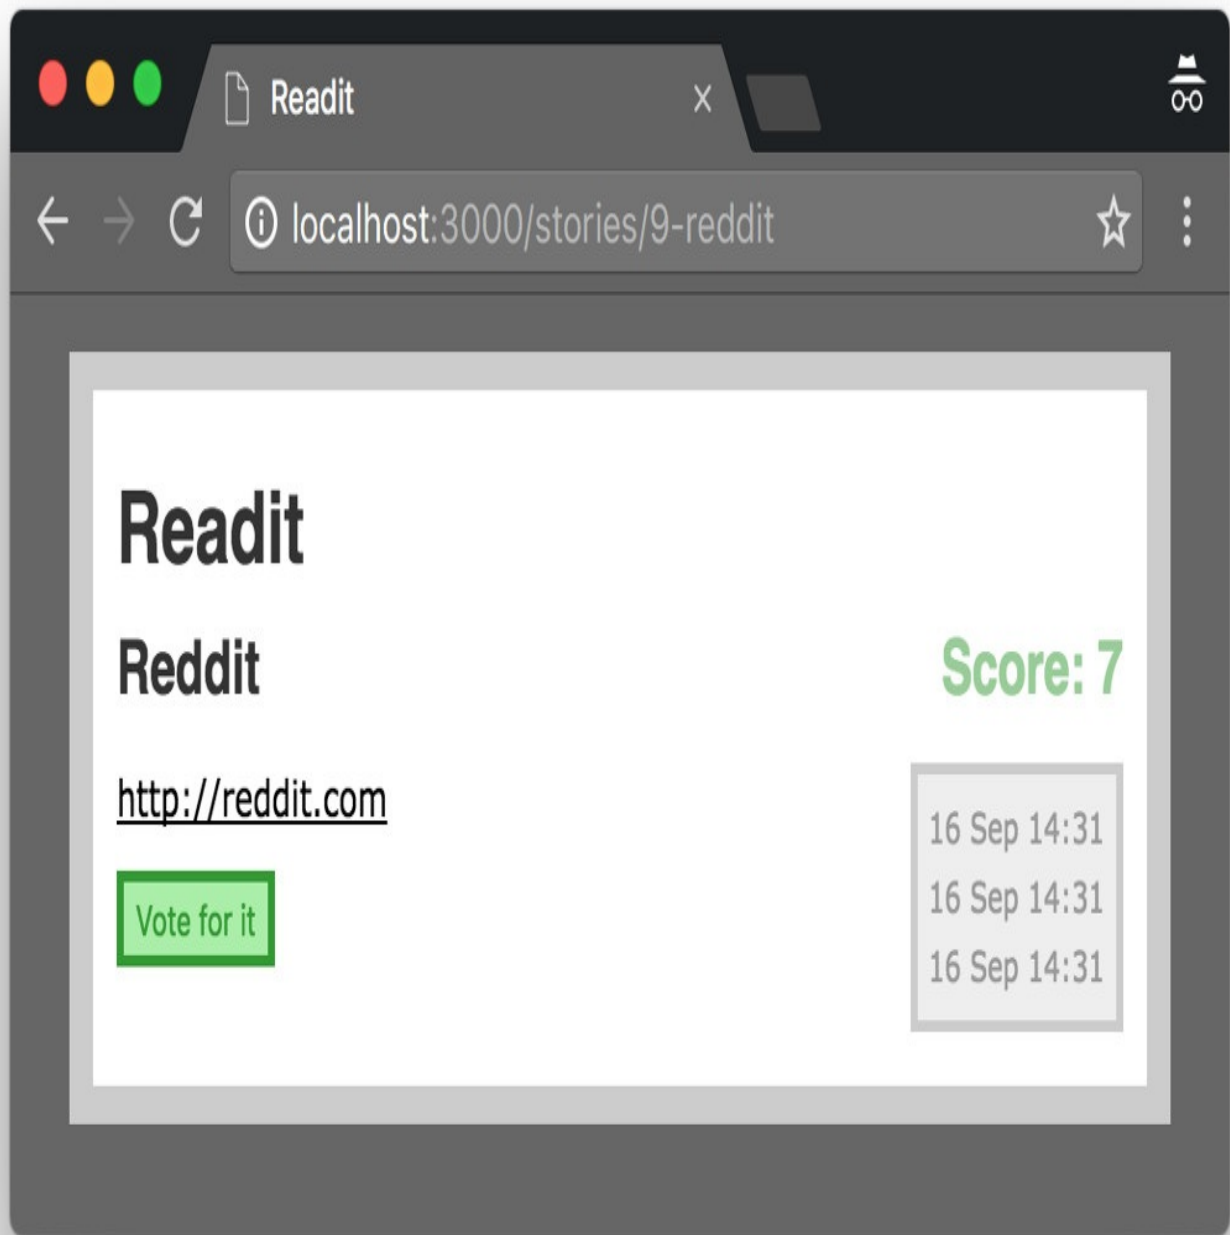 Readit
localhost:3000/stories/9-reddit
Readit
Reddit
Score: 7
http://reddit.com
Vote for it
16 Sep 14:31
16 Sep 14:31
16 Sep 14:31